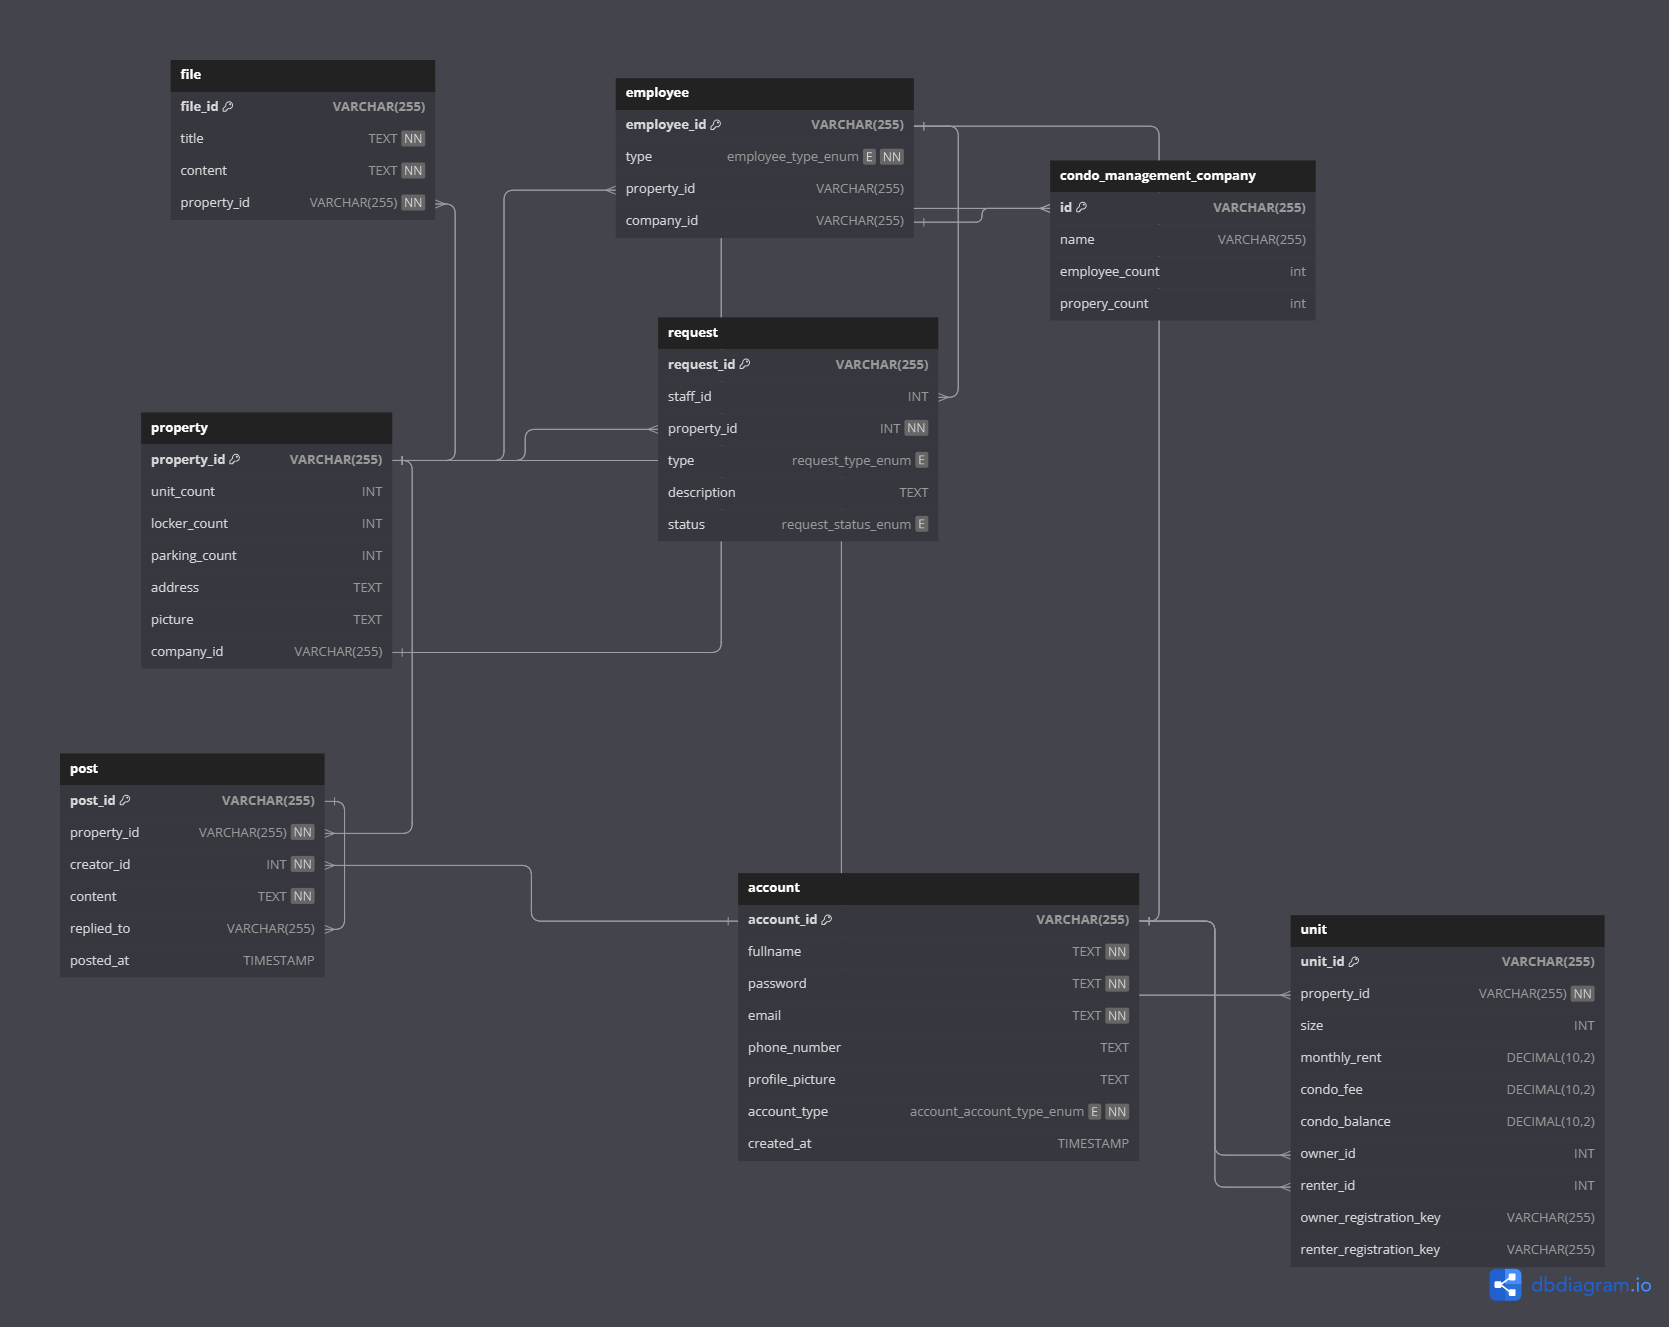 file
file_id VARCHAR(255)
title TEXT NN
content TEXT NN
property_id VARCHAR(255) NN
employee
employee_id VARCHAR(255)
type employee_type_enum E NN
property_id VARCHAR(255)
company_id VARCHAR(255)
condo_management_company
id VARCHAR(255)
name VARCHAR(255)
employee_count int
propery_count int
request
request_id VARCHAR(255)
staff_id INT
property_id INT NN
type request_type_enum E
description TEXT
status request_status_enum E
property
property_id VARCHAR(255)
unit_count INT
locker_count INT
parking_count INT
address TEXT
picture TEXT
company_id VARCHAR(255)
post
post_id VARCHAR(255)
property_id VARCHAR(255) NN
creator_id INT NN
content TEXT NN
replied_to VARCHAR(255)
posted_at TIMESTAMP
account
account_id VARCHAR(255)
fullname TEXT NN
password TEXT NN
email TEXT NN
phone_number TEXT
profile_picture TEXT
account_type account_account_type_enum E NN
created_at TIMESTAMP
unit
unit_id VARCHAR(255)
property_id VARCHAR(255) NN
size INT
monthly_rent DECIMAL(10,2)
condo_fee DECIMAL(10,2)
condo_balance DECIMAL(10,2)
owner_id INT
renter_id INT
owner_registration_key VARCHAR(255)
renter_registration_key VARCHAR(255)
dbdiagram.io